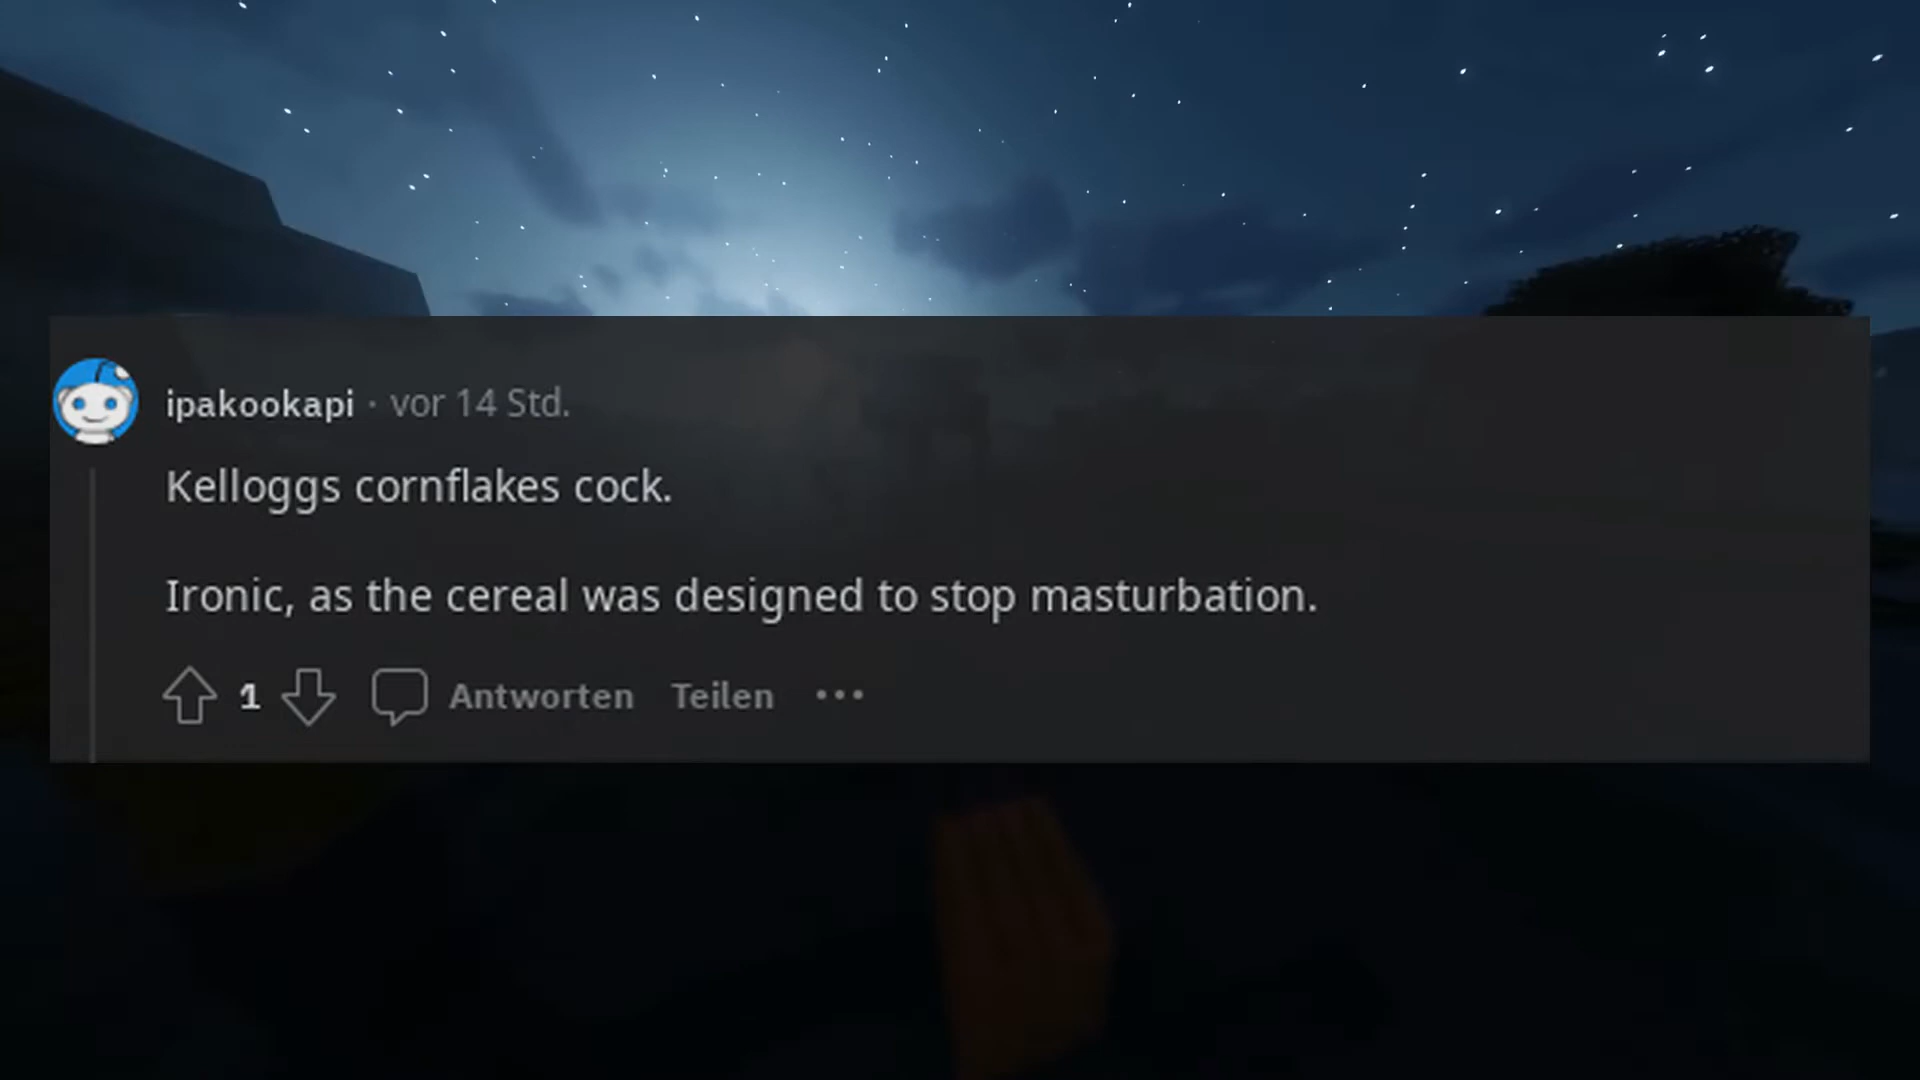 ipakookapi · vor 14 Std.
Kelloggs cornflakes cock.
Ironic, as the cereal was designed to stop masturbation.
1 Antworten Teilen •••